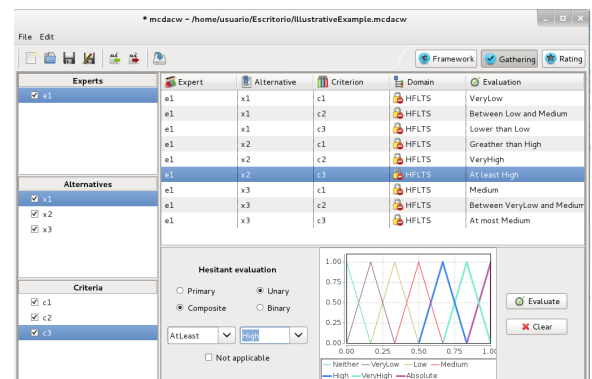 * mcdacw – /home/usuario/Escritorio/IllustrativeExample.mcdacw
File Edit
Framework Gathering Rating
Experts
e1
Alternatives
x1
x2
x3
Criteria
c1
c2
c3
Expert Alternative Criterion Domain Evaluation
e1 x1 c1 HFLTS VeryLow
e1 x1 c2 HFLTS Between Low and Medium
e1 x1 c3 HFLTS Lower than Low
e1 x2 c1 HFLTS Greather than High
e1 x2 c2 HFLTS VeryHigh
e1 x2 c3 HFLTS At least High
e1 x3 c1 HFLTS Medium
e1 x3 c2 HFLTS Between VeryLow and Medium
e1 x3 c3 HFLTS At most Medium
Hesitant evaluation
Primary Unary
Composite Binary
AtLeast High
Not applicable
1.00
0.75
0.50
0.25
0.00
0.00 0.25 0.50 0.75 1.00
Neither VeryLow Low Medium
High VeryHigh Absolute
Evaluate
Clear